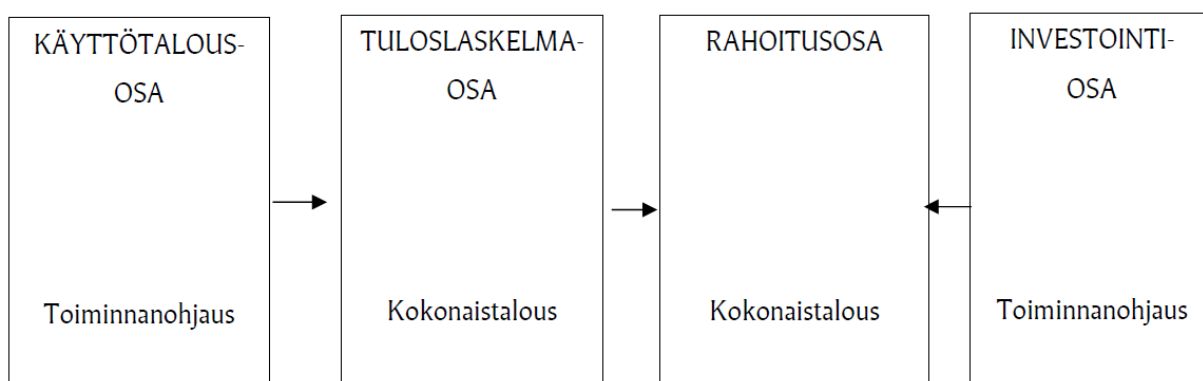 KÄYTTÖTALOUS-
OSA
Toiminnanohjaus
TULOSLASKELMA-
OSA
Kokonaistalous
RAHOITUSOSA
Kokonaistalous
INVESTOINTI-
OSA
Toiminnanohjaus